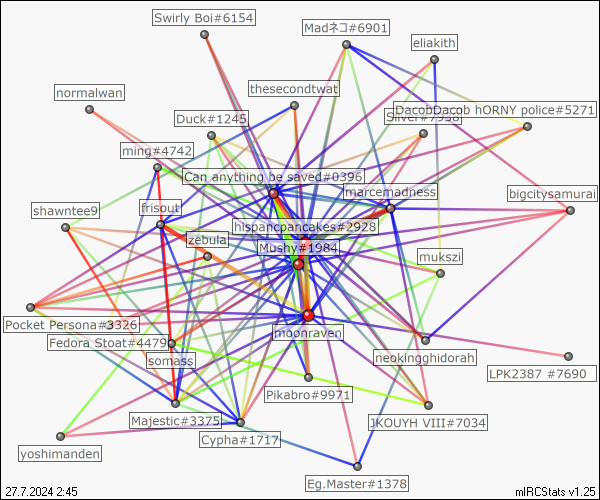 Swirly Boi#6154
Madネコ#6901
eliakith
thesecondtwat
normalwan
DacobDacob hORNY police#5271
Duck#1245
ming#4742
Can anything be saved#0396
marcemadness
bigcitysamurai
shawntee9
frisout
hispancpancakes#2928
Mushy#1984
zebula
mukszi
Pocket Persona#3326
moonraven
Fedora Stoat#4479
somass
neokingghidorah
LPK2387 #7690
Pikabro#9971
Majestic#3375
JKOUYH VIII#7034
Cypha#1717
yoshimanden
Eg.Master#1378
27.7.2024 2:45
mIRCStats v1.25